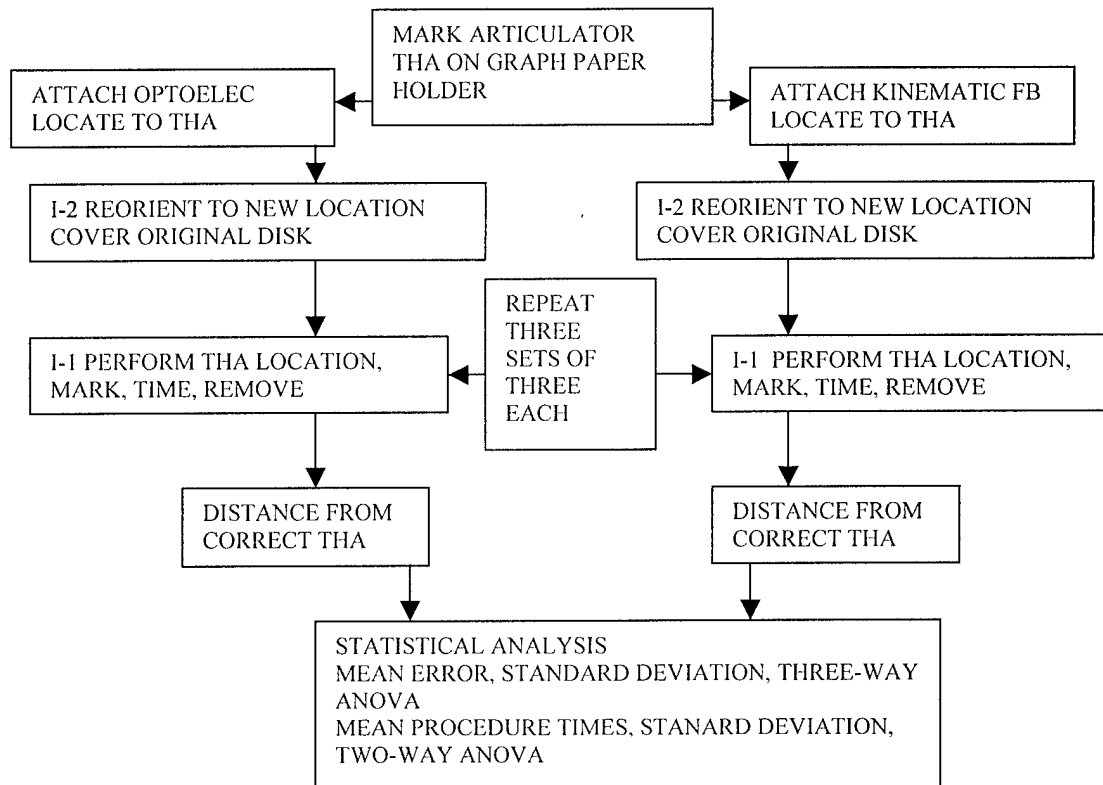 MARK ARTICULATOR
THA ON GRAPH PAPER
HOLDER
ATTACH OPTOELEC
LOCATE TO THA
ATTACH KINEMATIC FB
LOCATE TO THA
I-2 REORIENT TO NEW LOCATION
COVER ORIGINAL DISK
I-2 REORIENT TO NEW LOCATION
COVER ORIGINAL DISK
REPEAT
THREE
SETS OF
THREE
EACH
I-1 PERFORM THA LOCATION,
MARK, TIME, REMOVE
I-1 PERFORM THA LOCATION,
MARK, TIME, REMOVE
DISTANCE FROM
CORRECT THA
DISTANCE FROM
CORRECT THA
STATISTICAL ANALYSIS
MEAN ERROR, STANDARD DEVIATION, THREE-WAY
ANOVA
MEAN PROCEDURE TIMES, STANARD DEVIATION,
TWO-WAY ANOVA